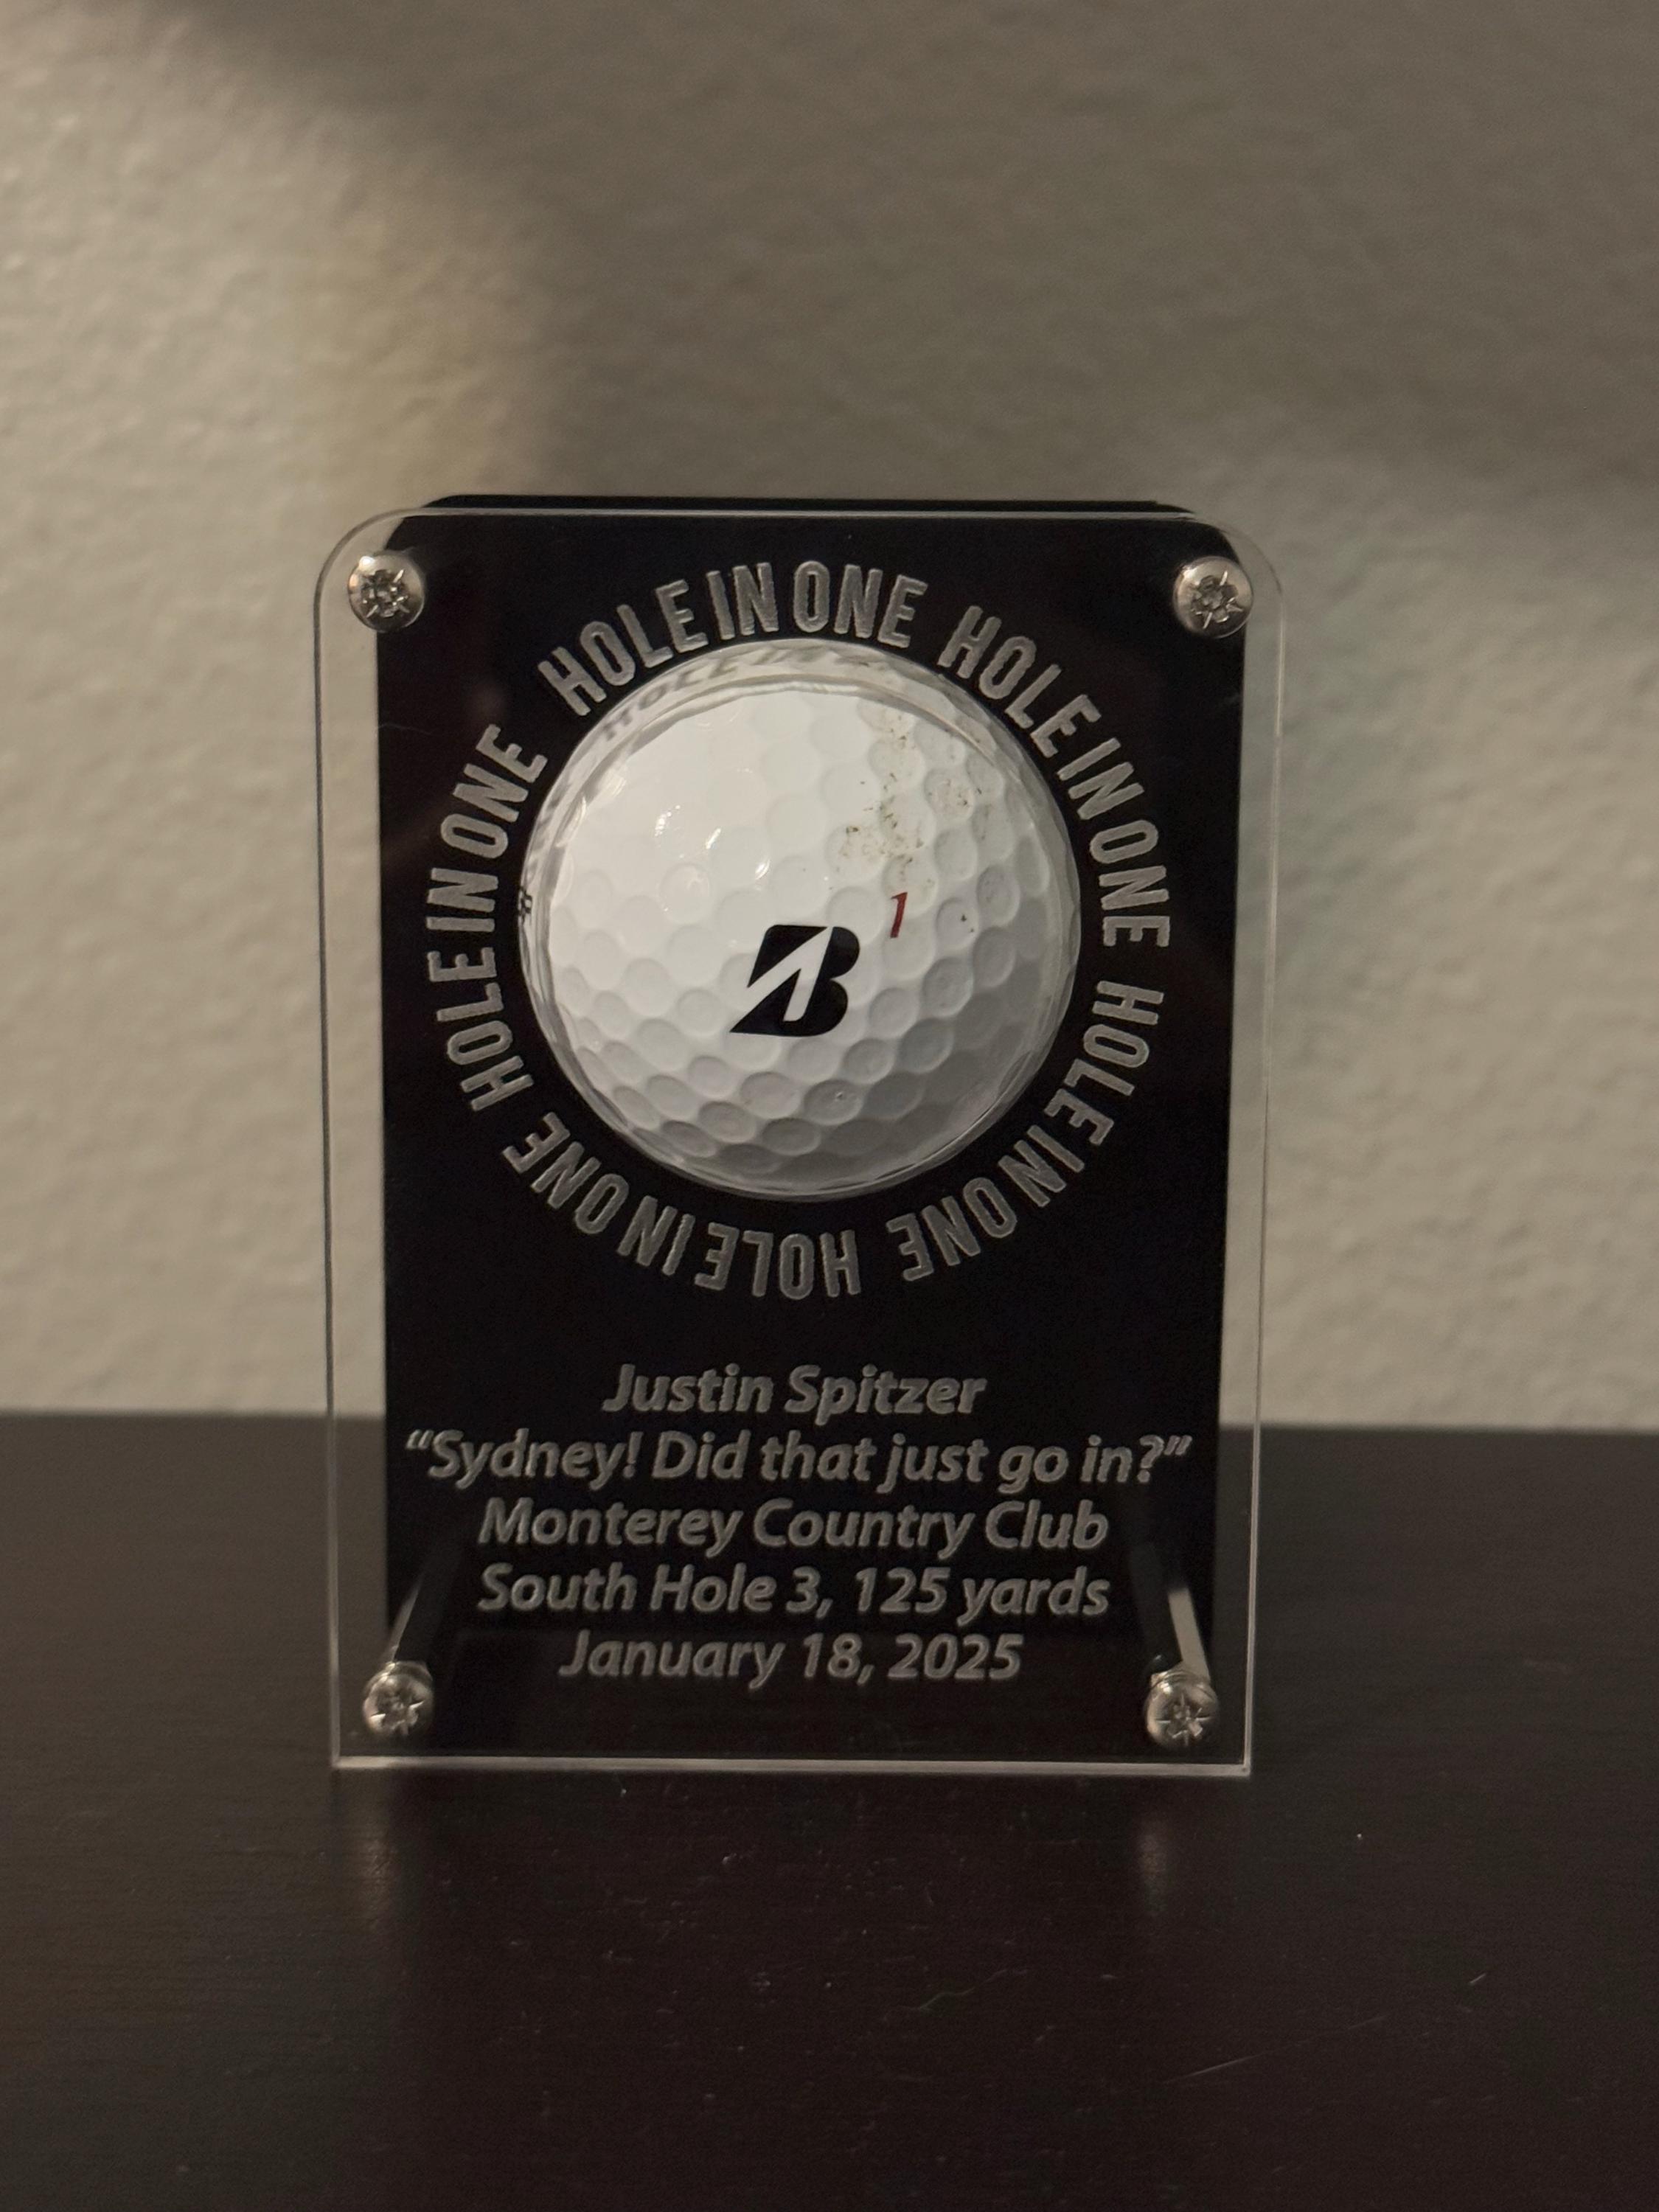 HOLE IN ONE HOLE IN ONE HOLE IN ONE HOLE IN ONE HOLE IN ONE
B
1
Justin Spitzer
“Sydney! Did that just go in?”
Monterey Country Club
South Hole 3, 125 yards
January 18, 2025